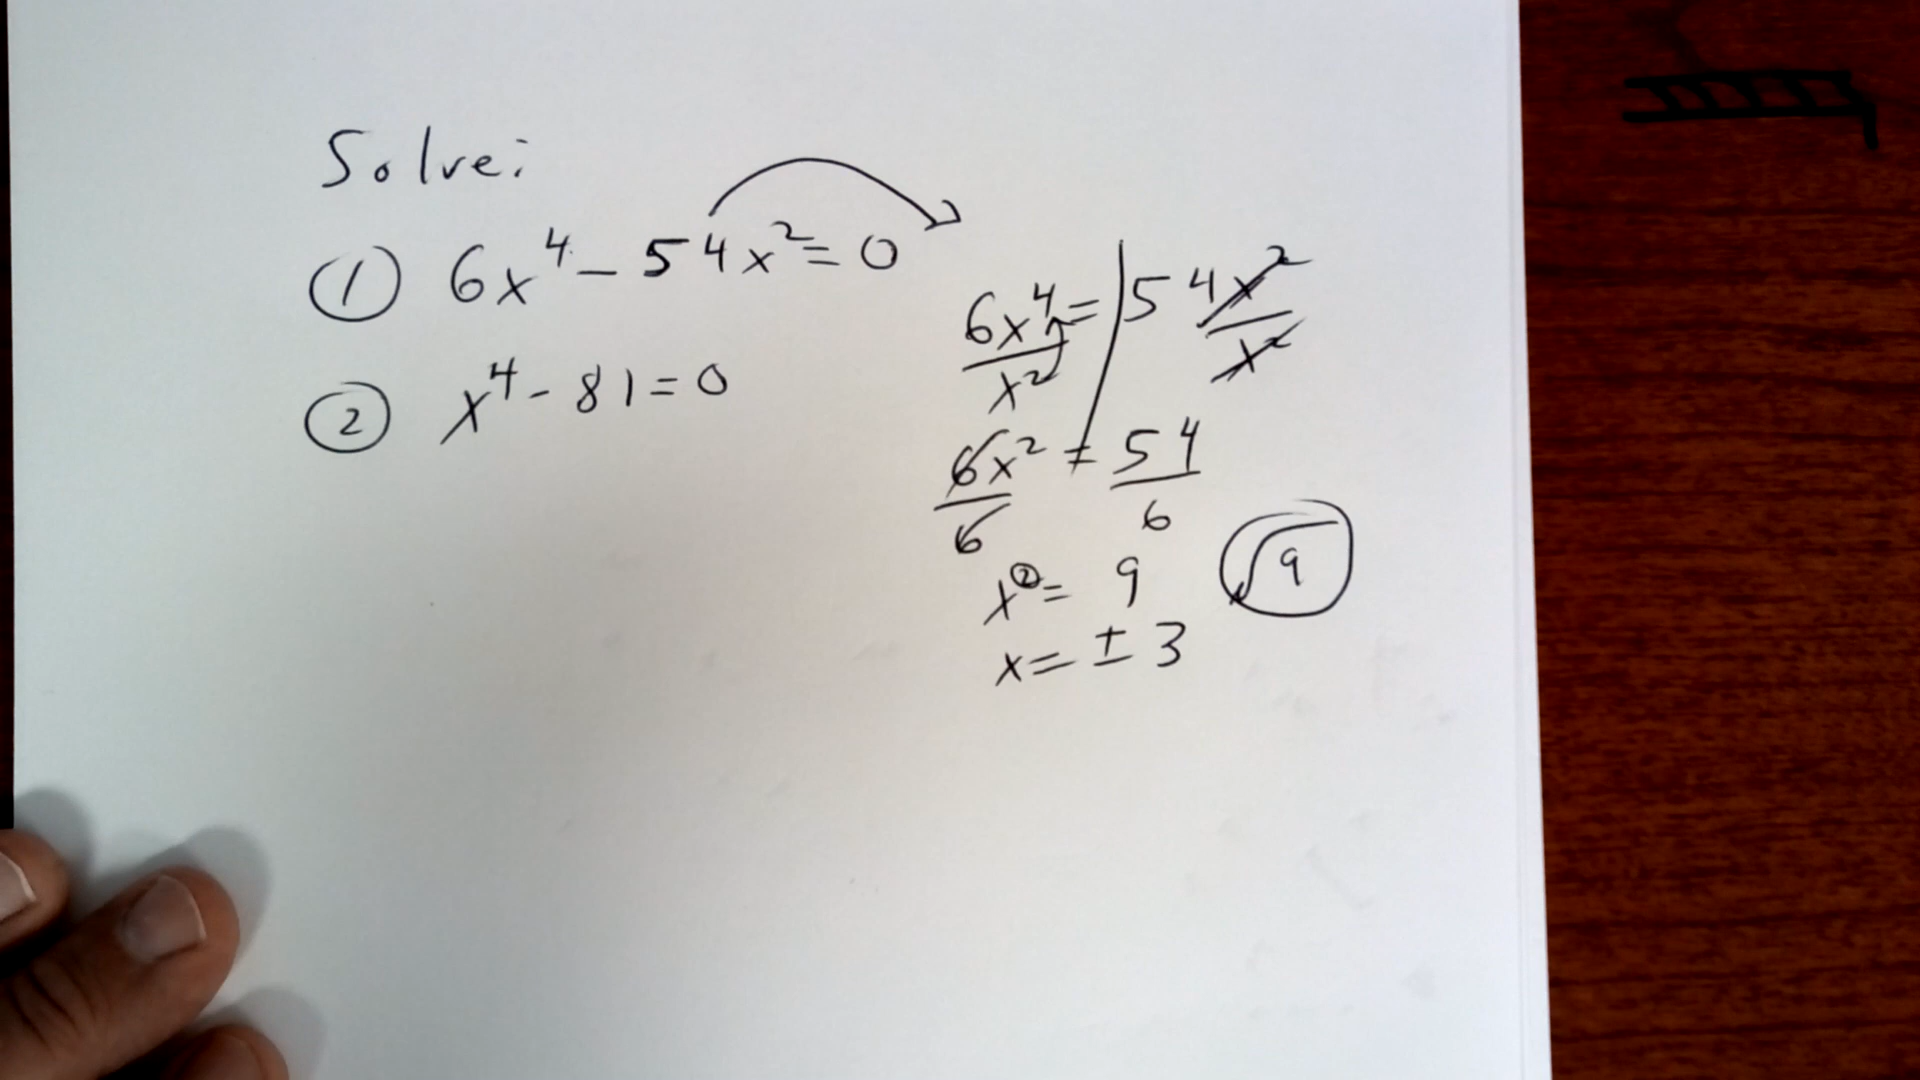 Solve:
① 6x⁴ - 54x² = 0
② x⁴ - 81 = 0
6x⁴/x² = 54x²/x²
6x²/6 = 54/6
x² = 9
√9
x = ± 3